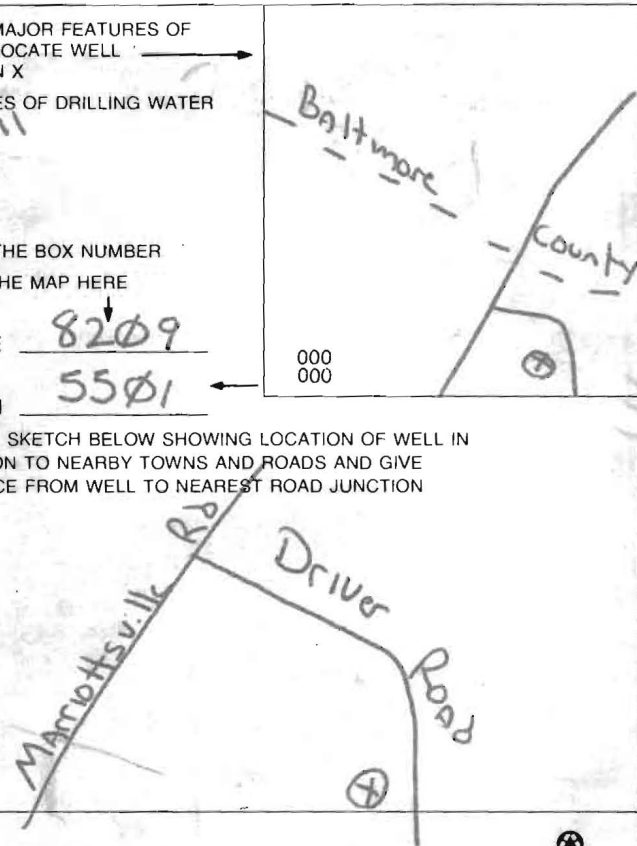 MAJOR FEATURES OF
OCATE WELL
N X
ES OF DRILLING WATER
Baltimore
County
THE BOX NUMBER
THE MAP HERE
82Ø9
55Ø1
000
000
SKETCH BELOW SHOWING LOCATION OF WELL IN
ON TO NEARBY TOWNS AND ROADS AND GIVE
CE FROM WELL TO NEAREST ROAD JUNCTION
Marriottsville Rd
Driver Road